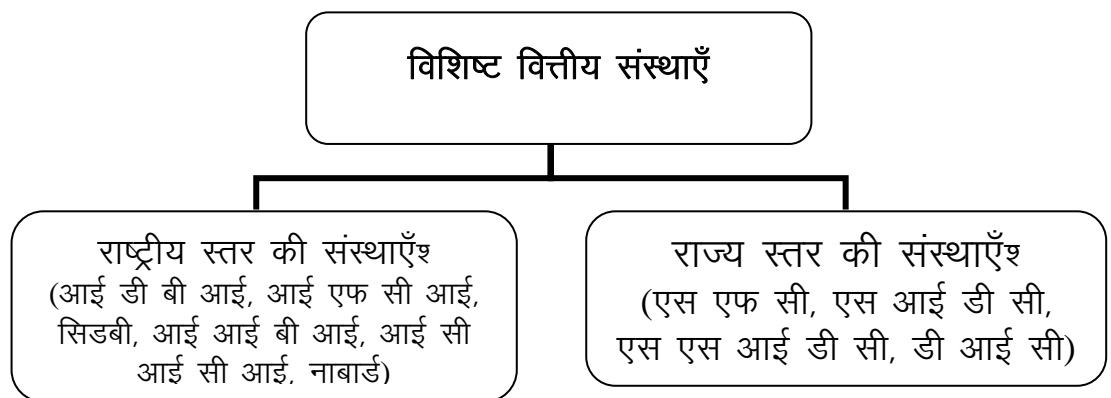 विशिष्ट वित्तीय संस्थाएँ
राष्ट्रीय स्तर की संस्थाएँश्
(आई डी बी आई, आई एफ सी आई,
सिडबी, आई आई बी आई, आई सी
आई सी आई, नाबार्ड)
राज्य स्तर की संस्थाएँश्
(एस एफ सी, एस आई डी सी,
एस एस आई डी सी, डी आई सी)